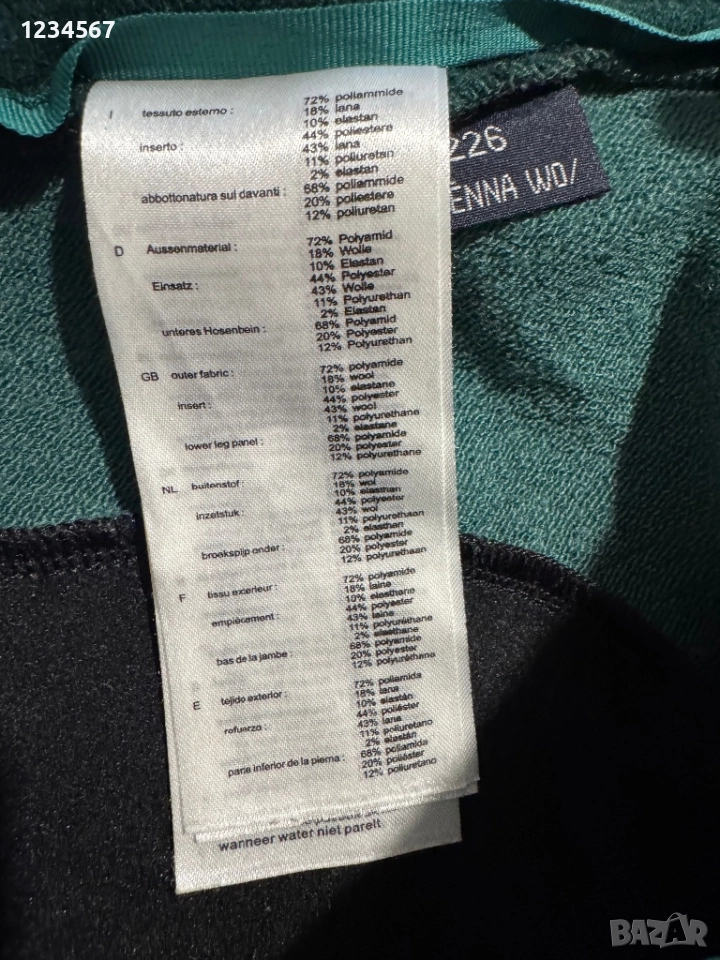 1234567
226
ENNA WO/
I tessuto esterno : 72% poliammide
18% lana
10% elastan
inserto : 44% poliestere
43% lana
11% poliuretan
2% elastan
abbottonatura sul davanti : 68% poliammide
20% poliestere
12% poliuretan
D Aussenmaterial : 72% Polyamid
18% Wolle
10% Elastan
Einsatz : 44% Polyester
43% Wolle
11% Polyurethan
2% Elastan
unteres Hosenbein : 68% Polyamid
20% Polyester
12% Polyurethan
GB outer fabric : 72% polyamide
18% wool
10% elastane
insert : 44% polyester
43% wool
11% polyurethane
2% elastane
lower leg panel : 68% polyamide
20% polyester
12% polyurethane
NL buitenstof : 72% polyamide
18% wol
10% elasthan
inzetstuk : 44% polyester
43% wol
11% polyurethaan
2% elasthan
broekspijp onder : 68% polyamide
20% polyester
12% polyurethaan
F tissu exterieur : 72% polyamide
18% laine
10% elasthane
empiècement : 44% polyester
43% laine
11% polyuréthane
2% elasthane
bas de la jambe : 68% polyamide
20% polyester
12% polyuréthane
E tejido exterior : 72% poliamida
18% lana
10% elastán
refuerzo : 44% poliéster
43% lana
11% poliuretano
2% elastán
parte inferior de la pierna : 68% poliamida
20% poliéster
12% poliuretano
wanneer water niet parelt.
BAZAR